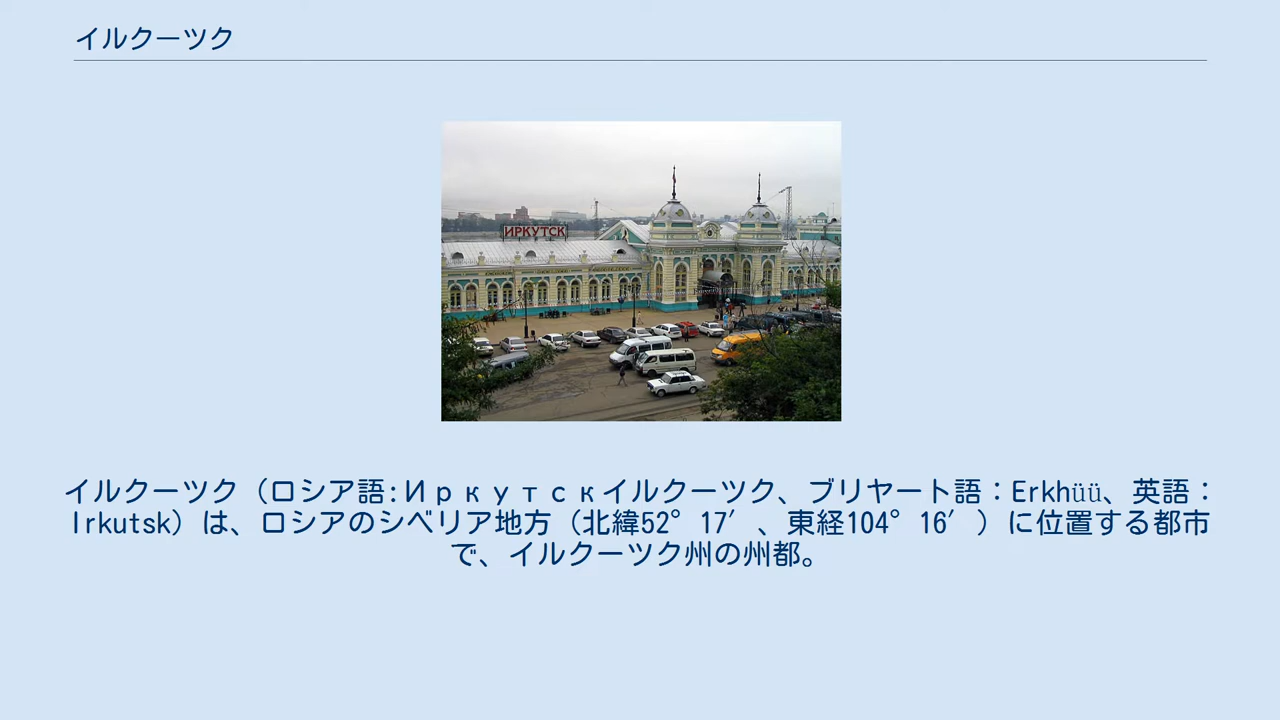 イルクーツク
ИРКУТСК
イルクーツク（ロシア語:Иркутскイルクーツク、ブリヤート語：Erkhüü、英語：
Irkutsk）は、ロシアのシベリア地方（北緯52°17′、東経104°16′）に位置する都市
で、イルクーツク州の州都。